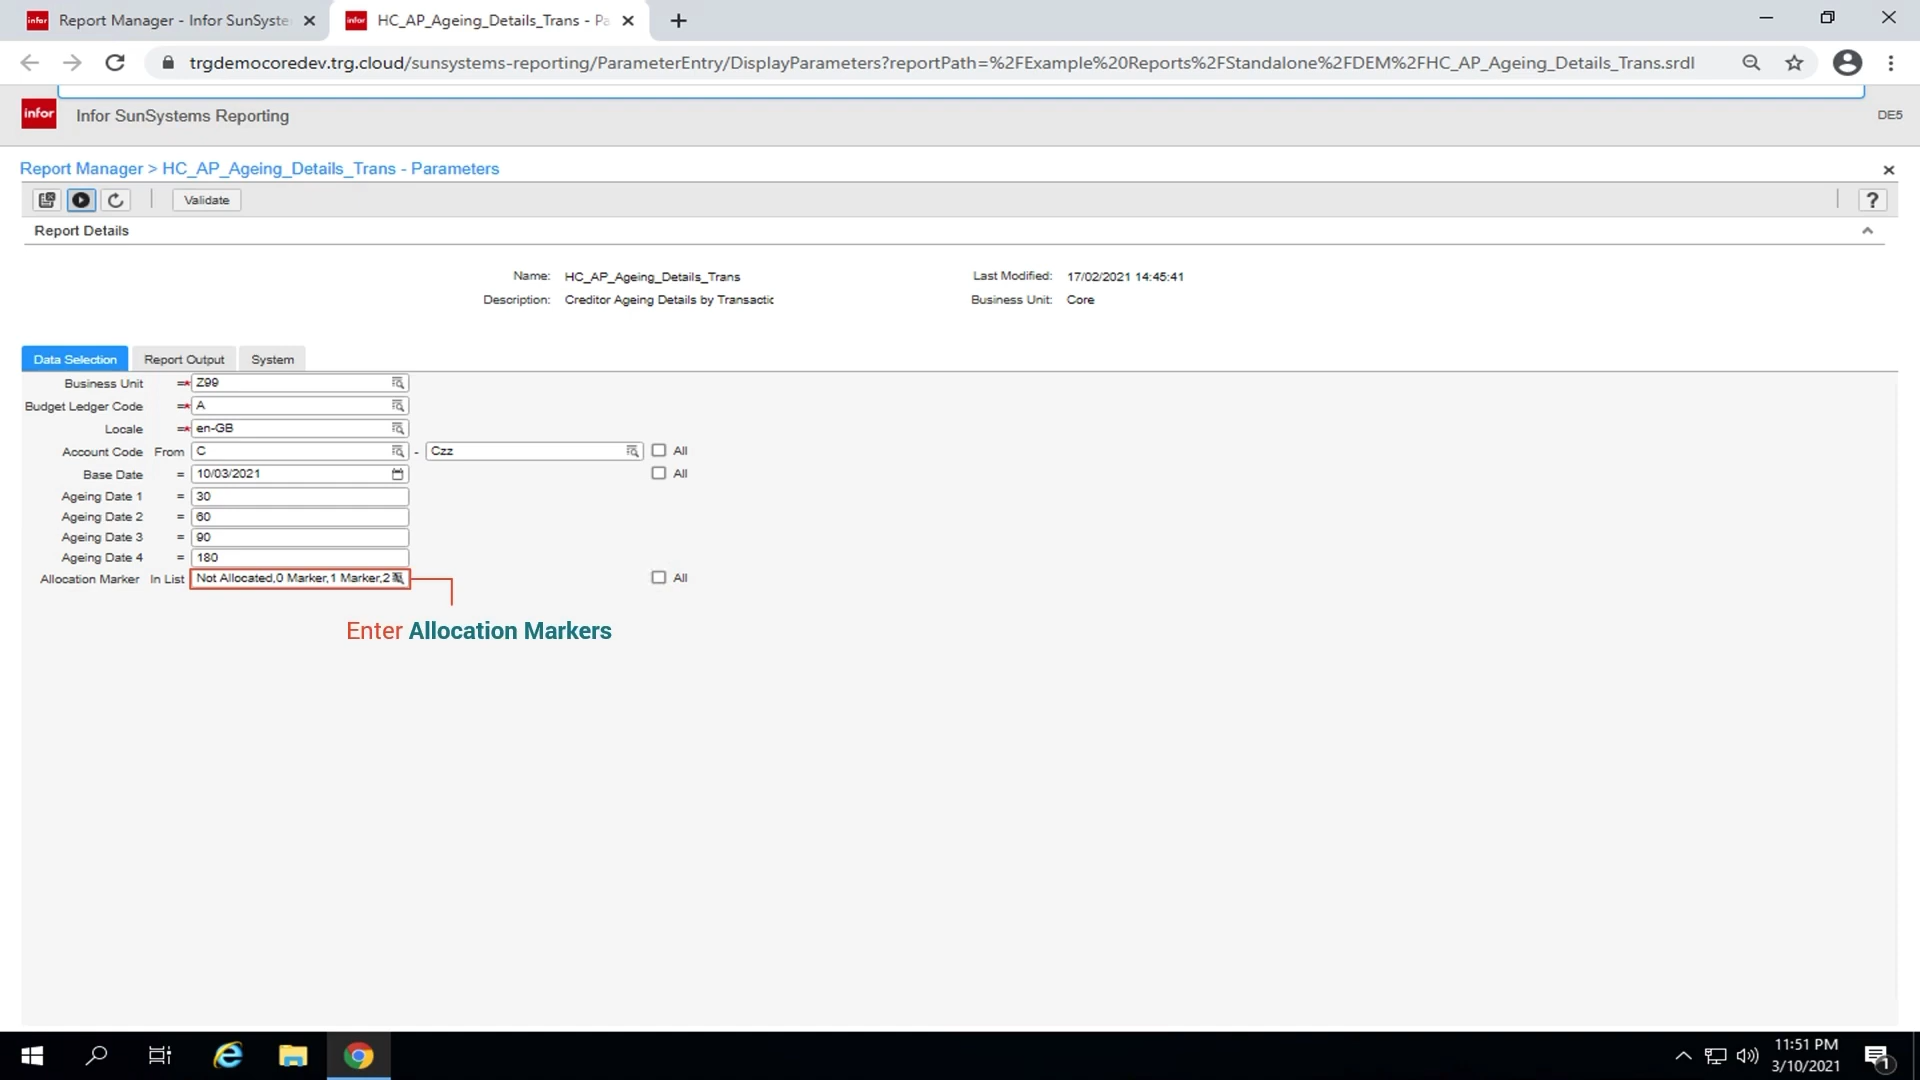 infor Report Manager - Infor SunSyste
infor HC_AP_Ageing_Details_Trans - Pa
trgdemocoredev.trg.cloud/sunsystems-reporting/ParameterEntry/DisplayParameters?reportPath=%2FExample%20Reports%2FStandalone%2FDEM%2FHC_AP_Ageing_Details_Trans.srdl
infor Infor SunSystems Reporting DE5
Report Manager > HC_AP_Ageing_Details_Trans - Parameters
Validate ?
Report Details
Name: HC_AP_Ageing_Details_Trans Last Modified: 17/02/2021 14:45:41
Description: Creditor Ageing Details by Transactic Business Unit: Core
Data Selection Report Output System
Business Unit =* Z99
Budget Ledger Code =* A
Locale =* en-GB
Account Code From C - Czz All
Base Date = 10/03/2021 All
Ageing Date 1 = 30
Ageing Date 2 = 60
Ageing Date 3 = 90
Ageing Date 4 = 180
Allocation Marker In List Not Allocated,0 Marker,1 Marker,2 All
Enter Allocation Markers
11:51 PM
3/10/2021
1